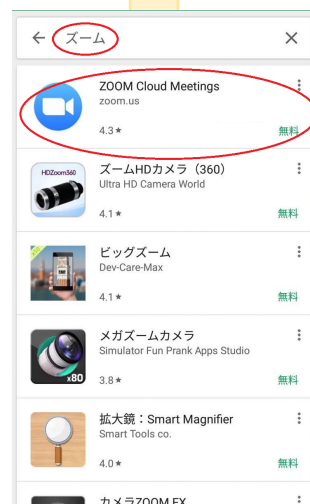 ズーム
ZOOM Cloud Meetings
zoom.us
4.3★
無料
HDZoom360
ズームHDカメラ（360）
Ultra HD Camera World
4.1★
無料
ビッグズーム
Dev-Care-Max
4.1★
無料
x80
メガズームカメラ
Simulator Fun Prank Apps Studio
3.8★
無料
拡大鏡：Smart Magnifier
Smart Tools co.
4.0★
無料
カメラZOOM FX